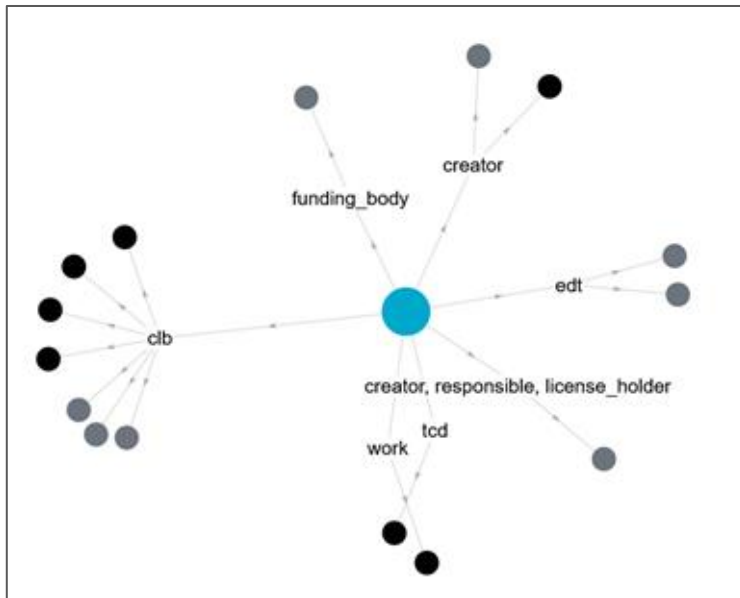 creator
funding_body
edt
clb
creator, responsible, license_holder
tcd
work